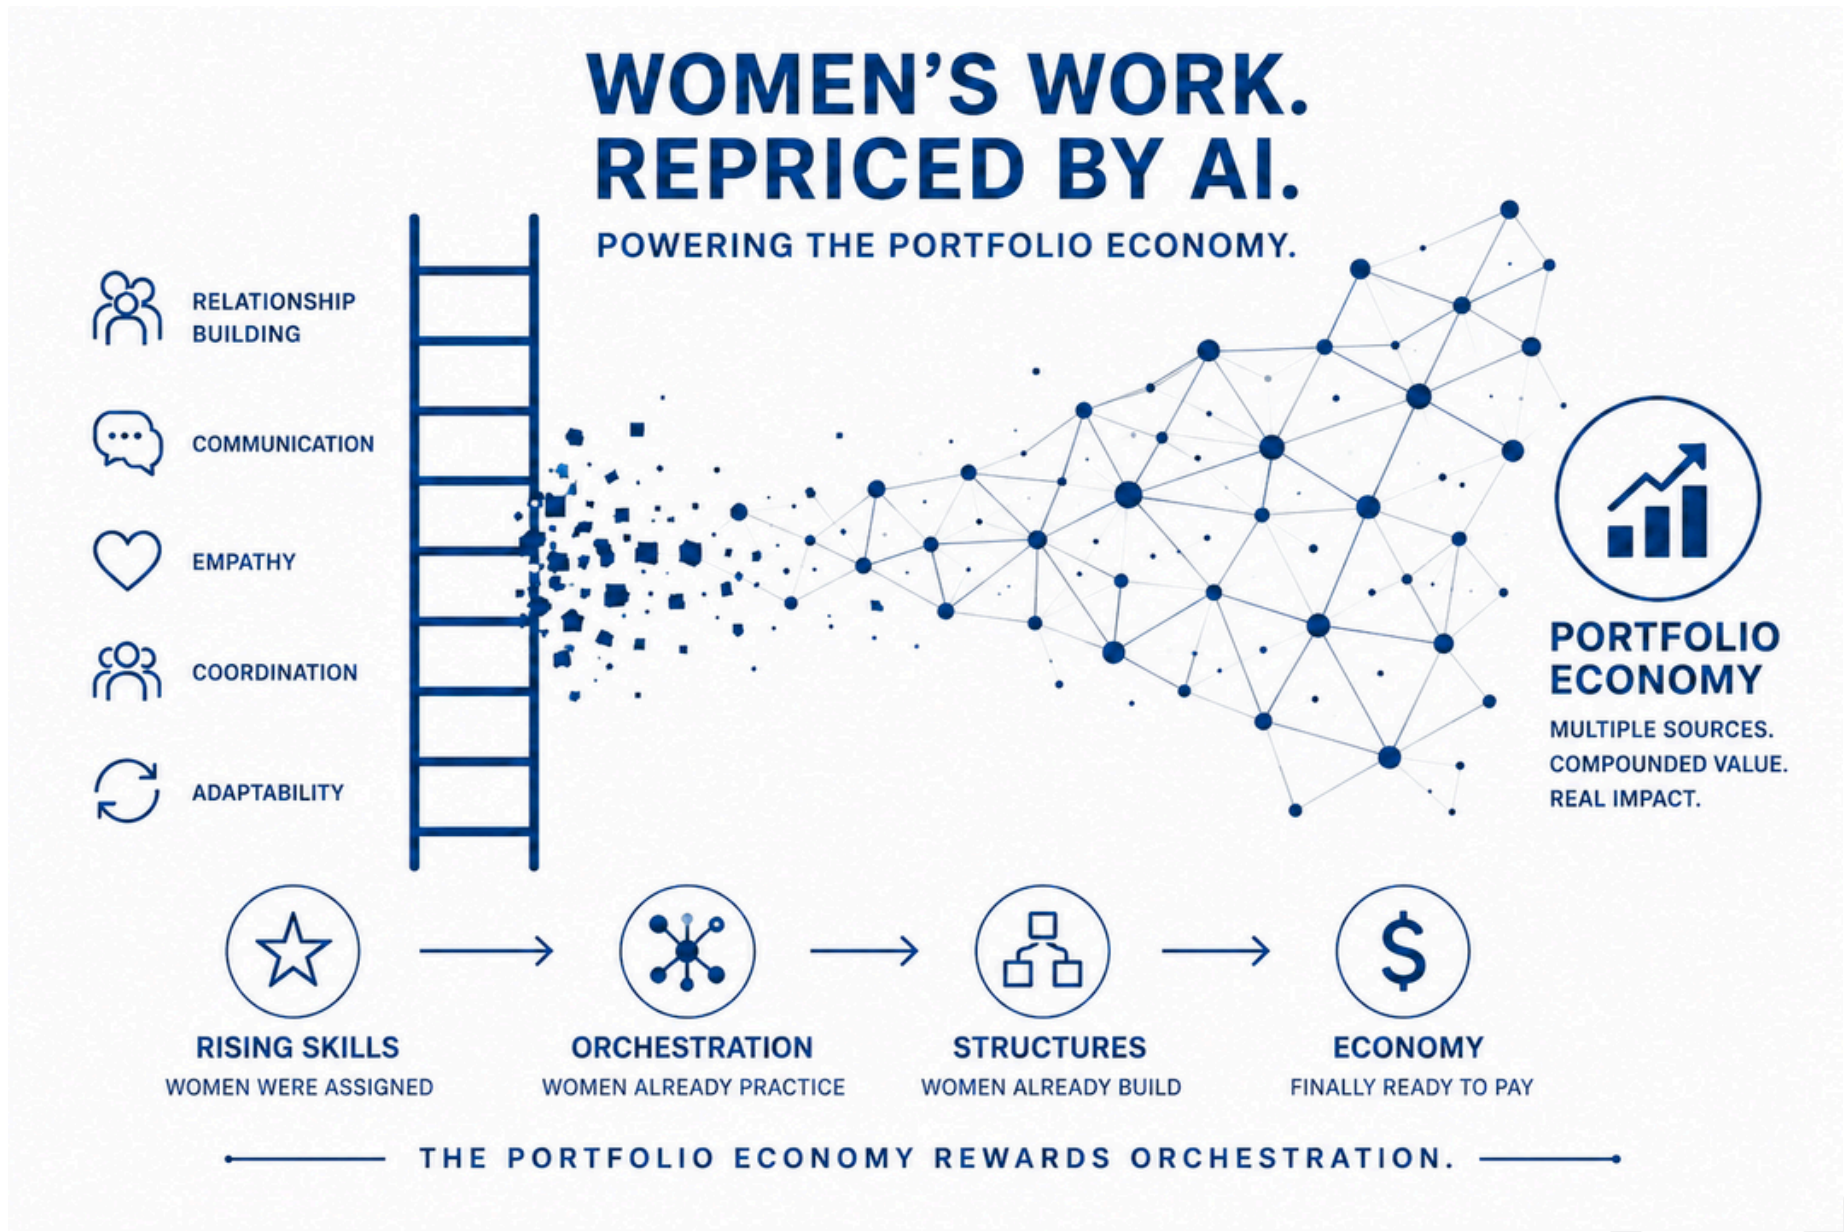 WOMEN'S WORK.
REPRICED BY AI.
POWERING THE PORTFOLIO ECONOMY.
RELATIONSHIP
BUILDING
COMMUNICATION
EMPATHY
COORDINATION
ADAPTABILITY
PORTFOLIO
ECONOMY
MULTIPLE SOURCES.
COMPOUNDED VALUE.
REAL IMPACT.
$
RISING SKILLS
WOMEN WERE ASSIGNED
ORCHESTRATION
WOMEN ALREADY PRACTICE
STRUCTURES
WOMEN ALREADY BUILD
ECONOMY
FINALLY READY TO PAY
THE PORTFOLIO ECONOMY REWARDS ORCHESTRATION.